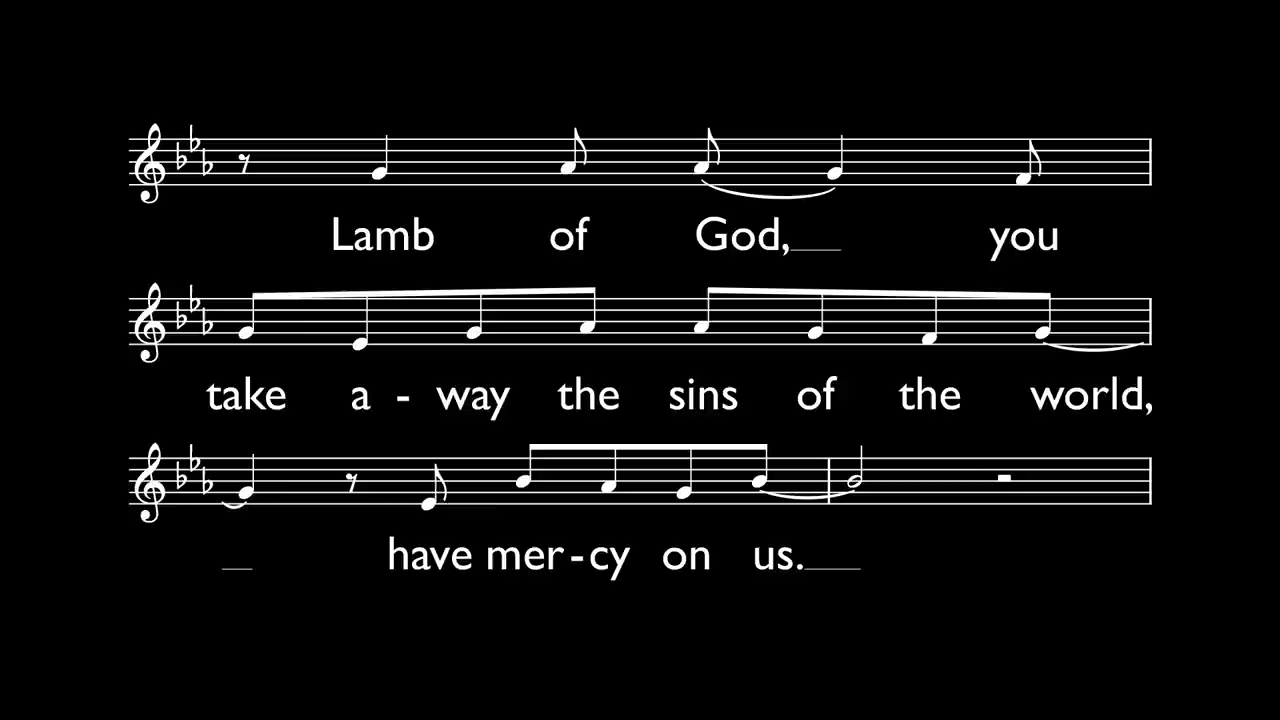 Lamb of God, you
take a - way the sins of the world,
have mer - cy on us.